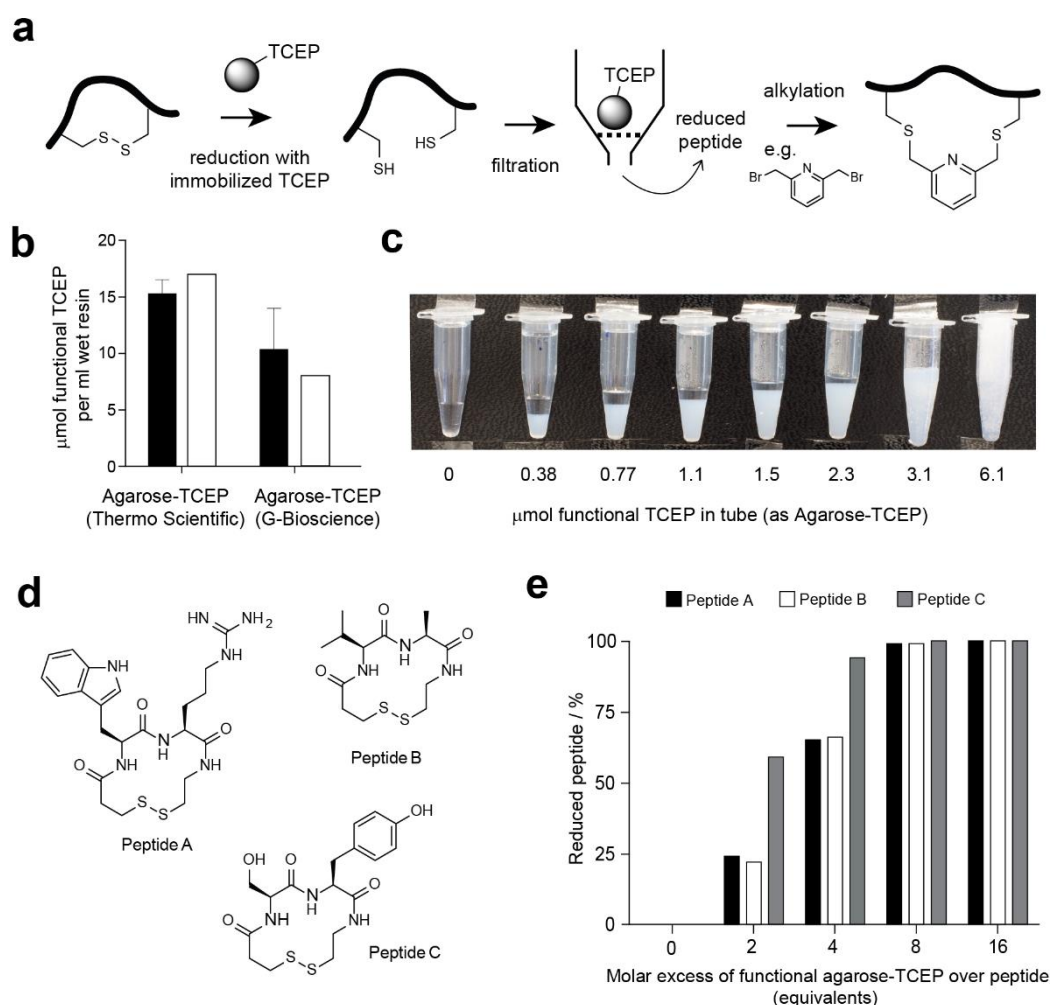 a
TCEP
S
S
reduction with
immobilized TCEP
SH
HS
filtration
TCEP
reduced
peptide
alkylation
e.g.
Br
N
Br
S
S
N
b
μmol functional TCEP
per ml wet resin
20
15
10
5
0
Agarose-TCEP
(Thermo Scientific)
Agarose-TCEP
(G-Bioscience)
c
0 0.38 0.77 1.1 1.5 2.3 3.1 6.1
μmol functional TCEP in tube (as Agarose-TCEP)
d
HN
NH2
NH
NH
O
N
H
O
NH
NH
O
S
S
Peptide A
O
N
H
O
NH
NH
O
S
S
Peptide B
OH
OH
O
N
H
O
NH
NH
O
S
S
Peptide C
e
Peptide A Peptide B Peptide C
Reduced peptide / %
100
75
50
25
0
0 2 4 8 16
Molar excess of functional agarose-TCEP over peptide
(equivalents)